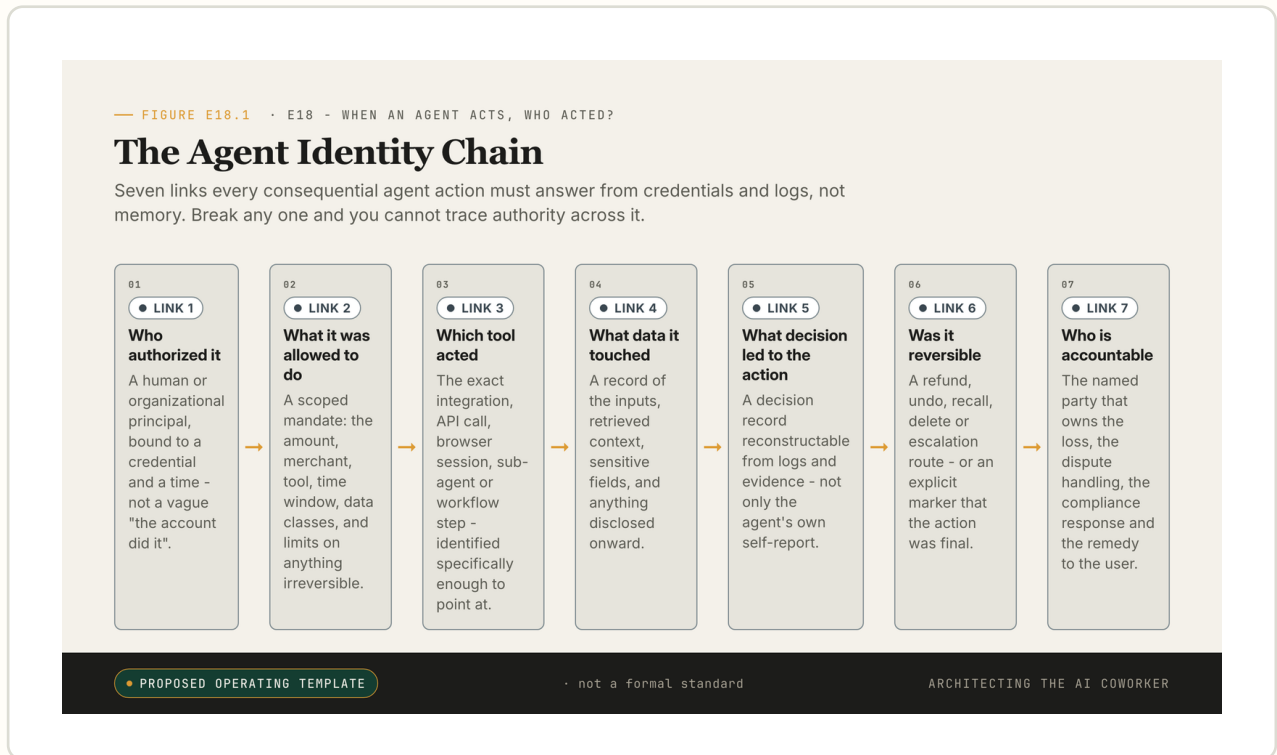 FIGURE E18.1 · E18 - WHEN AN AGENT ACTS, WHO ACTED?
The Agent Identity Chain
Seven links every consequential agent action must answer from credentials and logs, not
memory. Break any one and you cannot trace authority across it.
01
LINK 1
Who
authorized it
A human or
organizational
principal,
bound to a
credential
and a time -
not a vague
"the account
did it".
02
LINK 2
What it was
allowed to
do
A scoped
mandate: the
amount,
merchant,
tool, time
window, data
classes, and
limits on
anything
irreversible.
03
LINK 3
Which tool
acted
The exact
integration,
API call,
browser
session, sub-
agent or
workflow
step -
identified
specifically
enough to
point at.
04
LINK 4
What data it
touched
A record of
the inputs,
retrieved
context,
sensitive
fields, and
anything
disclosed
onward.
05
LINK 5
What decision
led to the
action
A decision
record
reconstructable
from logs and
evidence - not
only the
agent's own
self-report.
06
LINK 6
Was it
reversible
A refund,
undo, recall,
delete or
escalation
route - or an
explicit
marker that
the action
was final.
07
LINK 7
Who is
accountable
The named
party that
owns the
loss, the
dispute
handling, the
compliance
response and
the remedy
to the user.
PROPOSED OPERATING TEMPLATE
· not a formal standard
ARCHITECTING THE AI COWORKER